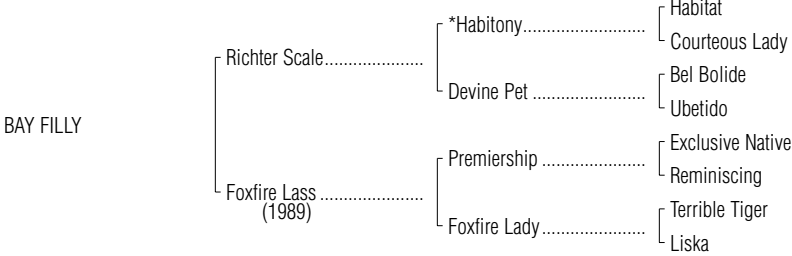 Habitat
*Habitony.........................
Courteous Lady
Richter Scale.....................
Bel Bolide
Devine Pet ........................
Ubetido
BAY FILLY
Exclusive Native
Premiership ......................
Reminiscing
Foxfire Lass ......................
(1989)
Terrible Tiger
Foxfire Lady......................
Liska